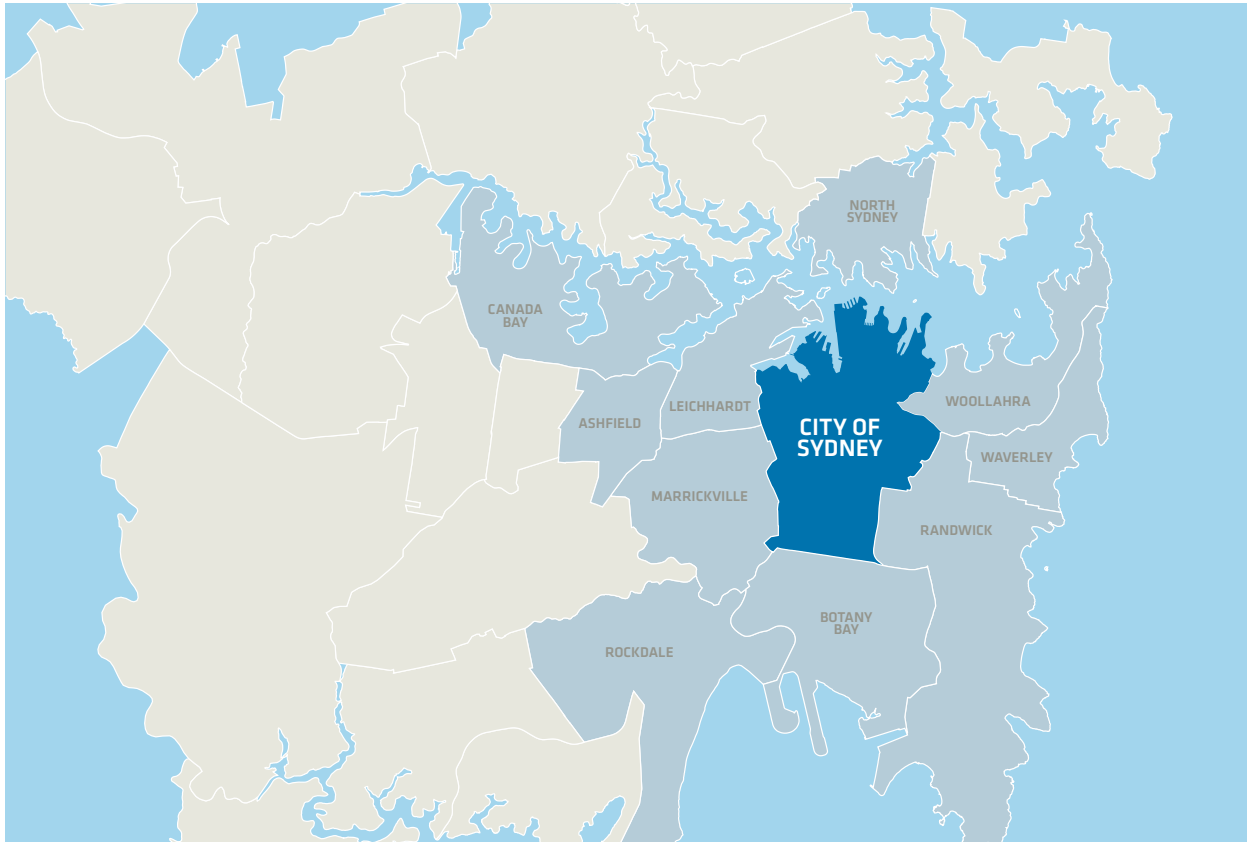 NORTH
SYDNEY
CANADA
BAY
WOOLLAHRA
LEICHHARDT
ASHFIELD
CITY OF
SYDNEY
WAVERLEY
MARRICKVILLE
RANDWICK
BOTANY
BAY
ROCKDALE